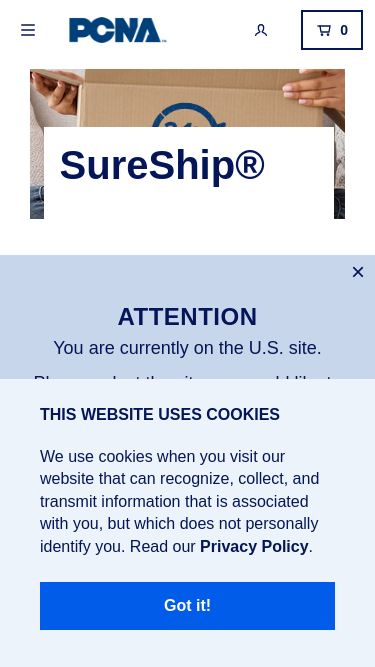 PCNA
0
SureShip®
ATTENTION
You are currently on the U.S. site.
THIS WEBSITE USES COOKIES
We use cookies when you visit our
website that can recognize, collect, and
transmit information that is associated
with you, but which does not personally
identify you. Read our Privacy Policy.
Got it!